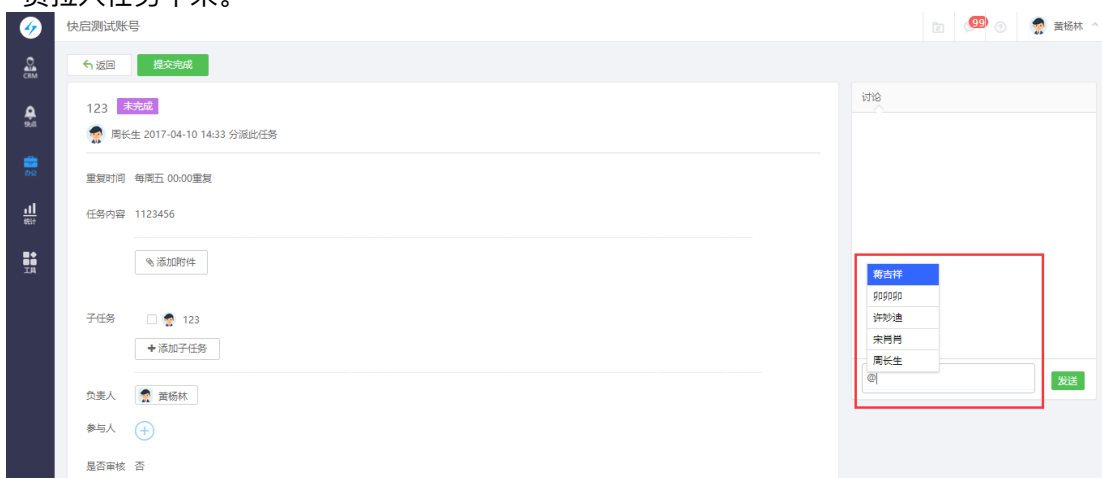 员拉入任务中来。
快启测试账号
99
黄杨林
CRM
快点
办公
统计
工具
返回
提交完成
123 未完成
周长生 2017-04-10 14:33 分派此任务
重复时间 每周五 00:00重复
任务内容 1123456
添加附件
子任务 123
添加子任务
负责人 黄杨林
参与人
是否审核 否
讨论
蒋吉祥
卯卯卯
许妙迪
宋肖肖
周长生
@
发送